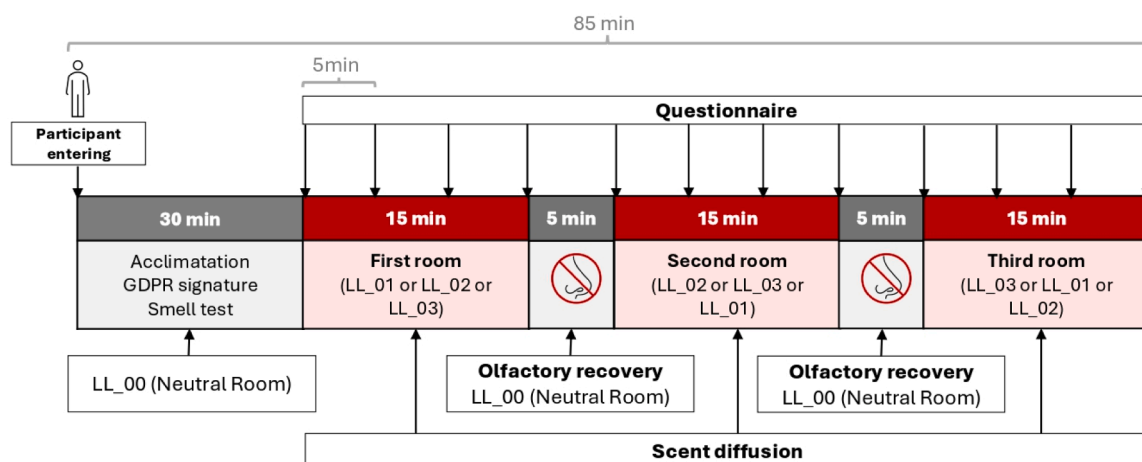 85 min
5min
Questionnaire
Participant
entering
30 min
15 min
5 min
15 min
5 min
15 min
Acclimatation
GDPR signature
Smell test
First room
(LL_01 or LL_02 or
LL_03)
Second room
(LL_02 or LL_03 or
LL_01)
Third room
(LL_03 or LL_01 or
LL_02)
LL_00 (Neutral Room)
Olfactory recovery
LL_00 (Neutral Room)
Olfactory recovery
LL_00 (Neutral Room)
Scent diffusion